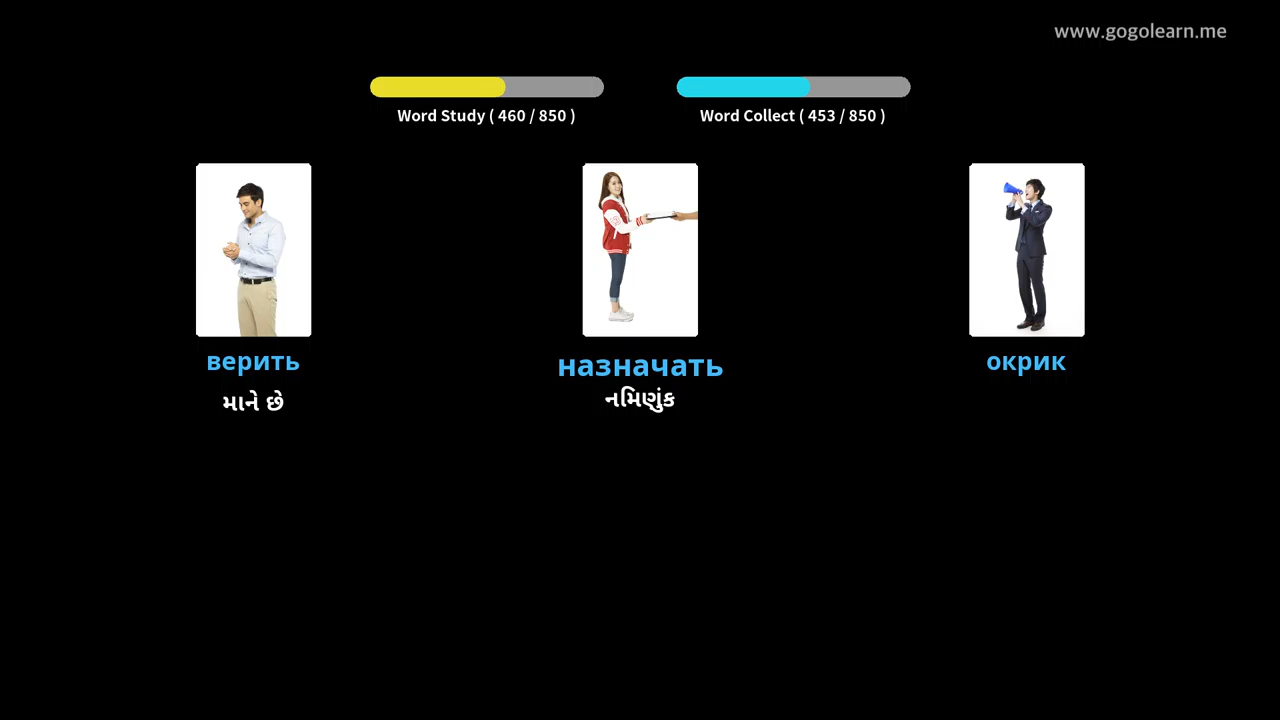 www.gogolearn.me
Word Study ( 460 / 850 )
Word Collect ( 453 / 850 )
верить
назначать
окрик
માને છે
નમિણુંક